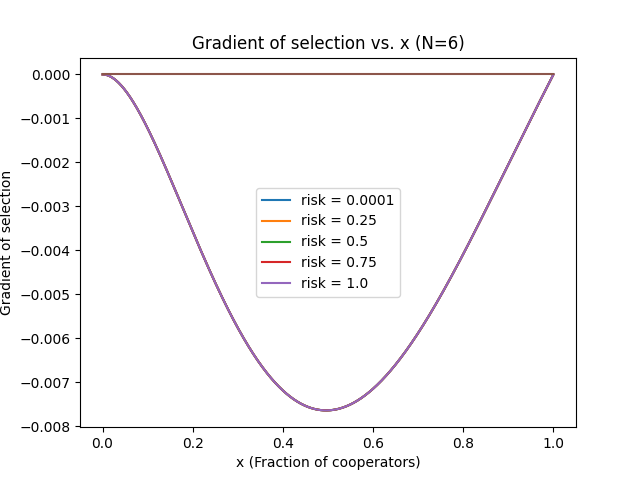 Gradient of selection vs. x (N=6)
0.000
−0.001
−0.002
−0.003
−0.004
−0.005
−0.006
−0.007
−0.008
Gradient of selection
risk = 0.0001
risk = 0.25
risk = 0.5
risk = 0.75
risk = 1.0
0.0 0.2 0.4 0.6 0.8 1.0
x (Fraction of cooperators)